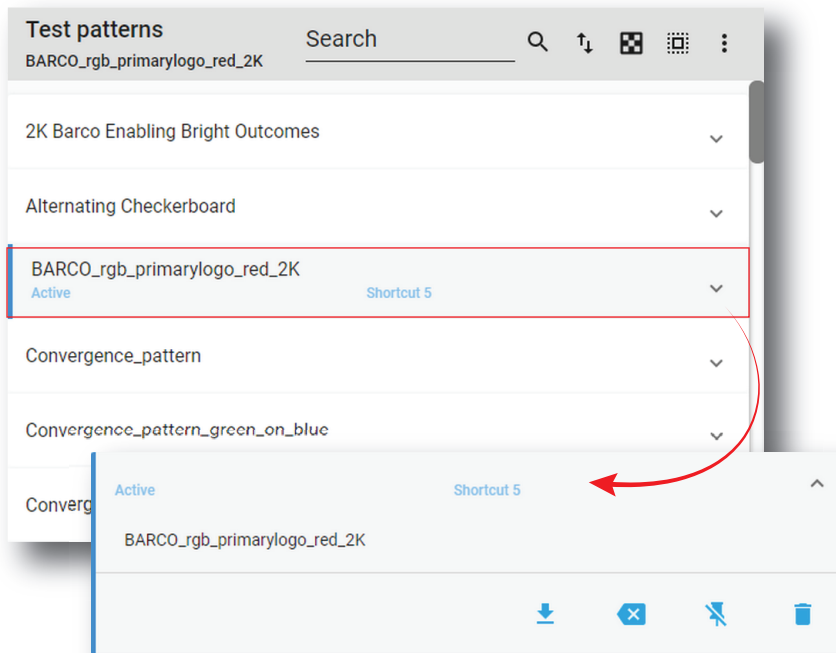 Test patterns
BARCO_rgb_primarylogo_red_2K
Search
2K Barco Enabling Bright Outcomes
Alternating Checkerboard
BARCO_rgb_primarylogo_red_2K
Active
Shortcut 5
Convergence_pattern
Convergence_pattern_green_on_blue
Converg
Active
Shortcut 5
BARCO_rgb_primarylogo_red_2K